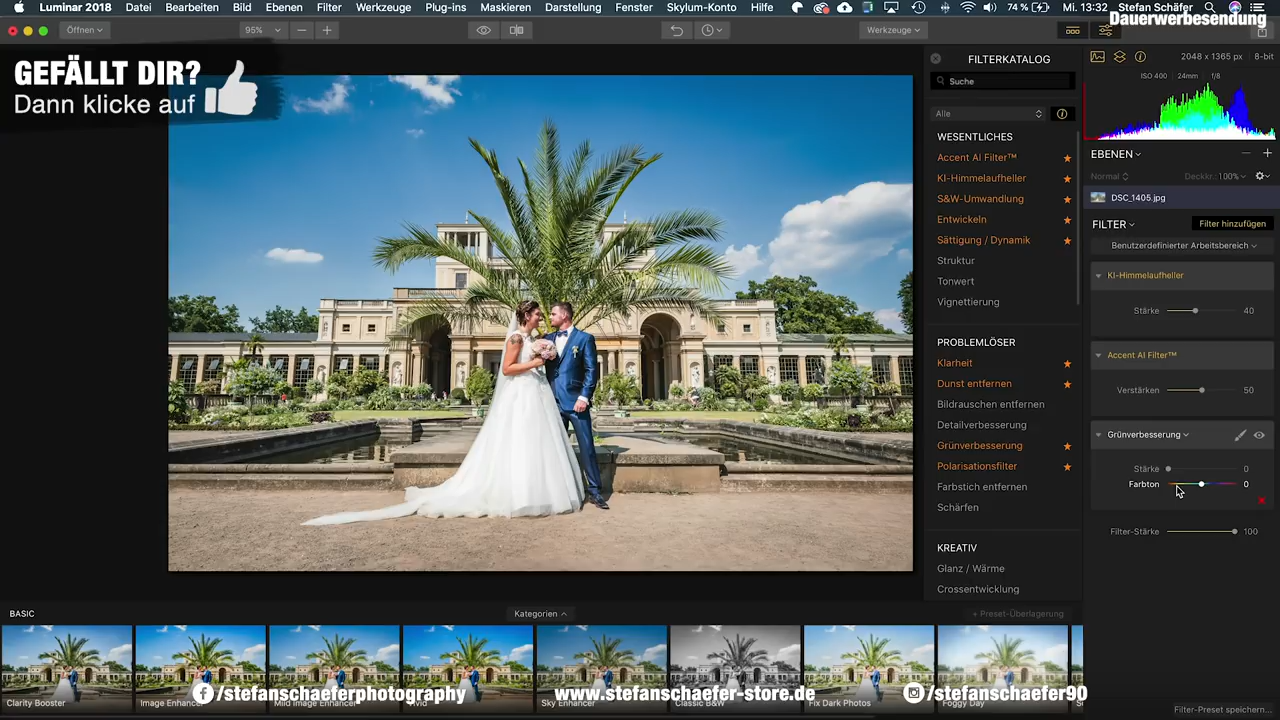 Luminar 2018 Datei Bearbeiten Bild Ebenen Filter Werkzeuge Plug-ins Maskieren Darstellung Fenster Skylum-Konto Hilfe 74 % Mi. 13:32 Stefan Schäfer
Dauerwerbesendung
Öffnen 95% Werkzeuge
GEFÄLLT DIR?
Dann klicke auf
FILTERKATALOG
Suche
Alle
WESENTLICHES
Accent AI Filter™
KI-Himmelaufheller
S&W-Umwandlung
Entwickeln
Sättigung / Dynamik
Struktur
Tonwert
Vignettierung
PROBLEMLÖSER
Klarheit
Dunst entfernen
Bildrauschen entfernen
Detailverbesserung
Grünverbesserung
Polarisationsfilter
Farbstich entfernen
Schärfen
KREATIV
Glanz / Wärme
Crossentwicklung
2048 x 1365 px 8-bit
ISO 400 24mm f/8
EBENEN
Normal Deckkr.: 100%
DSC_1405.jpg
FILTER Filter hinzufügen
Benutzerdefinierter Arbeitsbereich
KI-Himmelaufheller
Stärke 40
Accent AI Filter™
Verstärken 50
Grünverbesserung
Stärke 0
Farbton 0
Filter-Stärke 100
BASIC Kategorien + Preset-Überlagerung
/stefanschaeferphotography www.stefanschaefer-store.de /stefanschaefer90
Clarity Booster Image Enhancer Mild Image Enhancer Vivid Sky Enhancer Classic B&W Fix Dark Photos Foggy Day
Filter-Preset speichern...